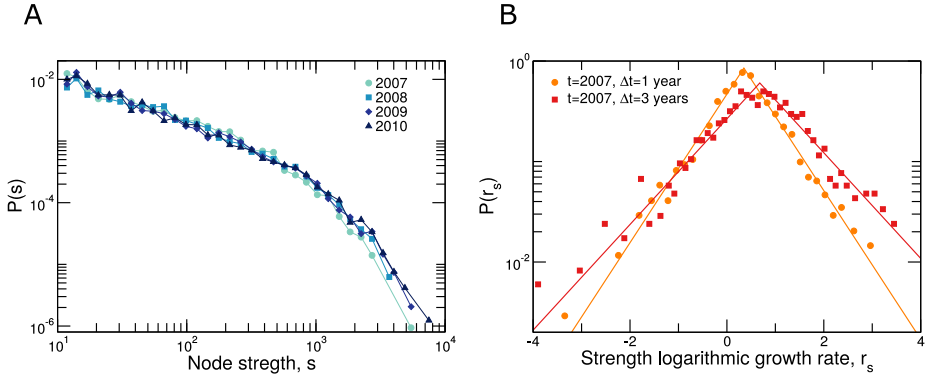 A
B
P(s)
10^-2
10^-4
10^-6
2007
2008
2009
2010
10^1
10^2
10^3
10^4
Node stregth, s
P(r_s)
10^0
10^-2
t=2007, Δt=1 year
t=2007, Δt=3 years
-4
-2
0
2
4
Strength logarithmic growth rate, r_s